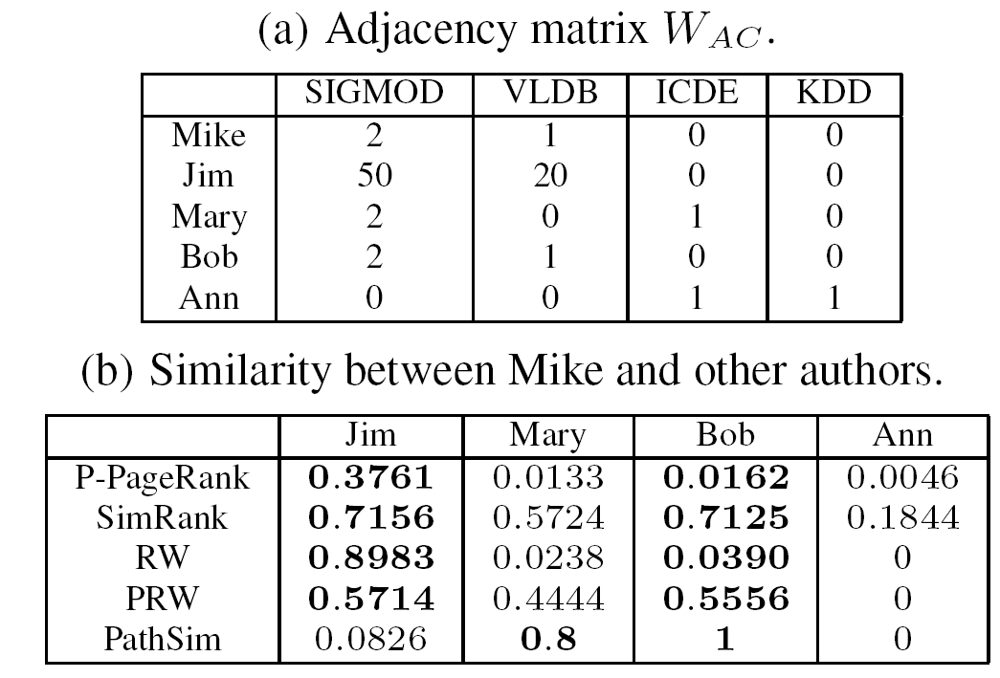 (a) Adjacency matrix W_AC.
SIGMOD VLDB ICDE KDD
Mike 2 1 0 0
Jim 50 20 0 0
Mary 2 0 1 0
Bob 2 1 0 0
Ann 0 0 1 1
(b) Similarity between Mike and other authors.
Jim Mary Bob Ann
P-PageRank 0.3761 0.0133 0.0162 0.0046
SimRank 0.7156 0.5724 0.7125 0.1844
RW 0.8983 0.0238 0.0390 0
PRW 0.5714 0.4444 0.5556 0
PathSim 0.0826 0.8 1 0